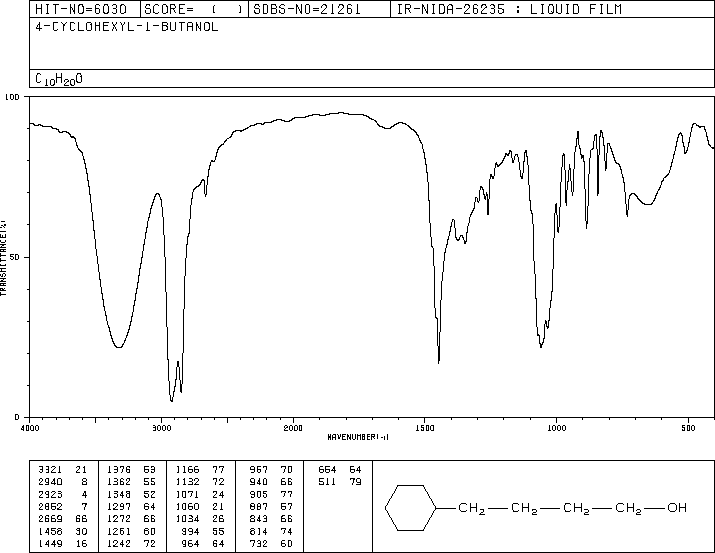 HIT-NO=6030 SCORE= ( ) SDBS-NO=21261 IR-NIDA-26235 : LIQUID FILM
4-CYCLOHEXYL-1-BUTANOL
C10H20O
100
50
0
TRANSMITTANCE(%)
4000 3000 2000 1500 1000 500
WAVENUMBER(-1)
3321 21 1376 53 1166 77 967 70 664 64
2940 8 1362 55 1132 72 940 66 511 79
2923 4 1348 52 1071 24 905 77
2852 7 1297 64 1060 21 887 57
2669 66 1272 66 1034 26 843 66
1458 30 1261 60 994 55 814 74
1449 16 1242 72 964 64 732 60
CH2 CH2 CH2 CH2 OH